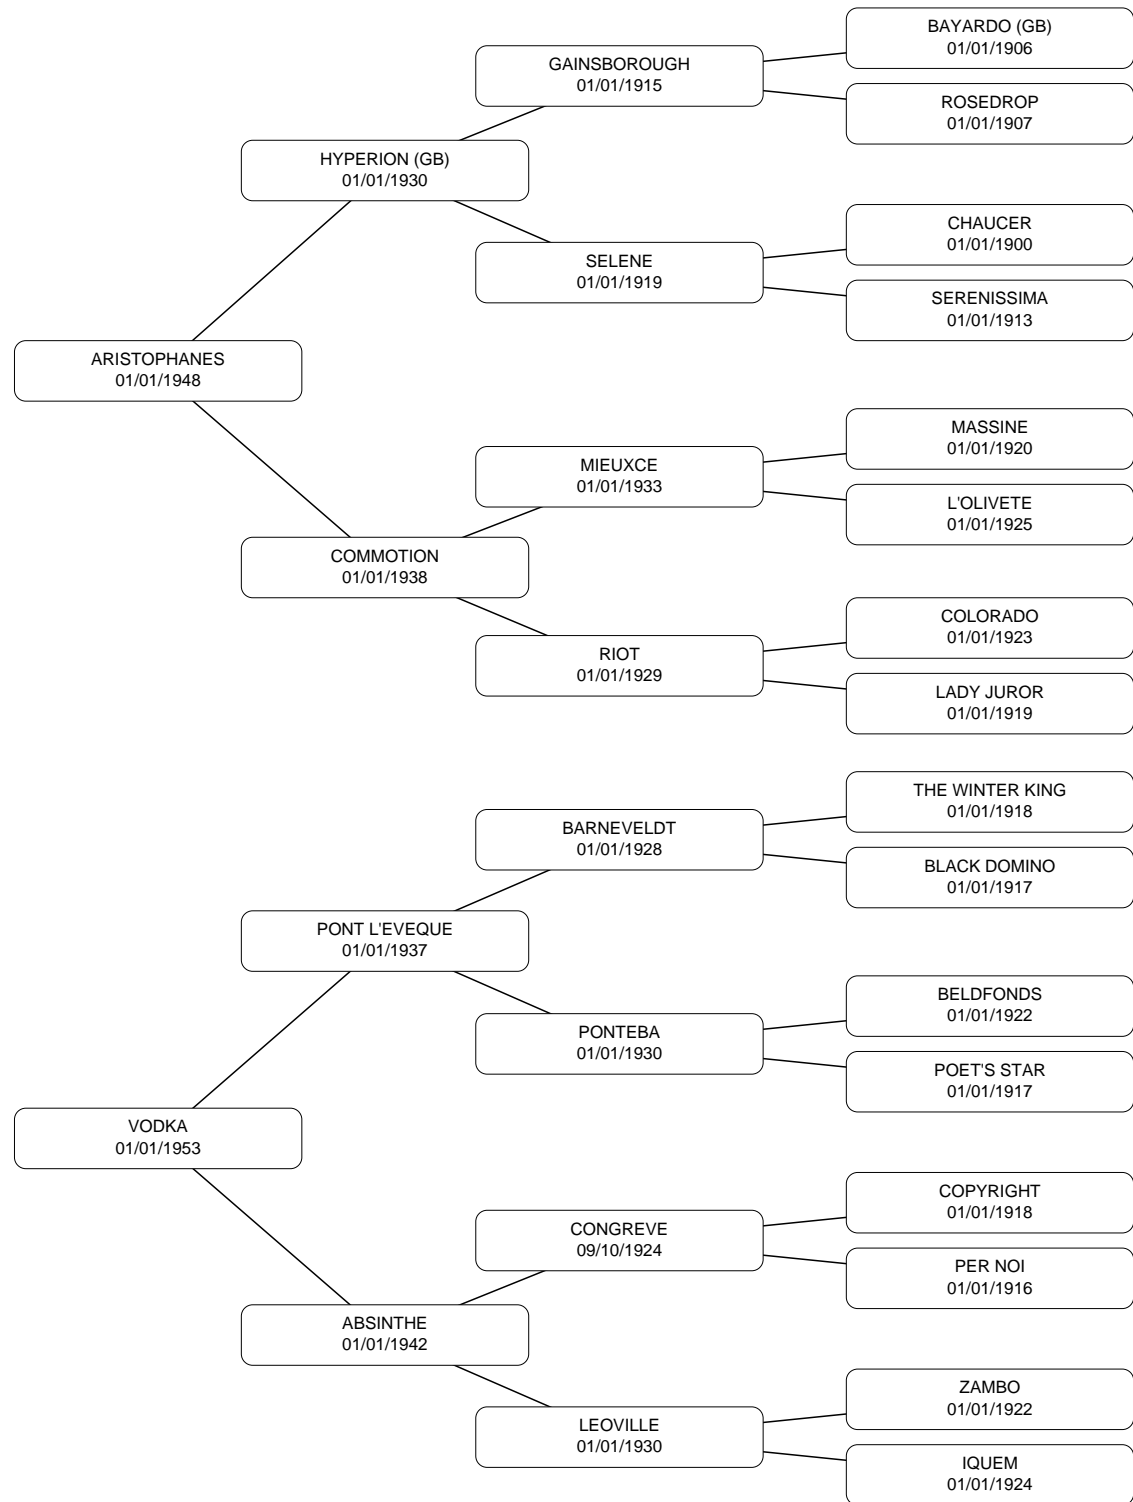 BAYARDO (GB)
01/01/1906
GAINSBOROUGH
01/01/1915
ROSEDROP
01/01/1907
HYPERION (GB)
01/01/1930
CHAUCER
01/01/1900
SELENE
01/01/1919
SERENISSIMA
01/01/1913
ARISTOPHANES
01/01/1948
MASSINE
01/01/1920
MIEUXCE
01/01/1933
L'OLIVETE
01/01/1925
COMMOTION
01/01/1938
COLORADO
01/01/1923
RIOT
01/01/1929
LADY JUROR
01/01/1919
THE WINTER KING
01/01/1918
BARNEVELDT
01/01/1928
BLACK DOMINO
01/01/1917
PONT L'EVEQUE
01/01/1937
BELDFONDS
01/01/1922
PONTEBA
01/01/1930
POET'S STAR
01/01/1917
VODKA
01/01/1953
COPYRIGHT
01/01/1918
CONGREVE
09/10/1924
PER NOI
01/01/1916
ABSINTHE
01/01/1942
ZAMBO
01/01/1922
LEOVILLE
01/01/1930
IQUEM
01/01/1924